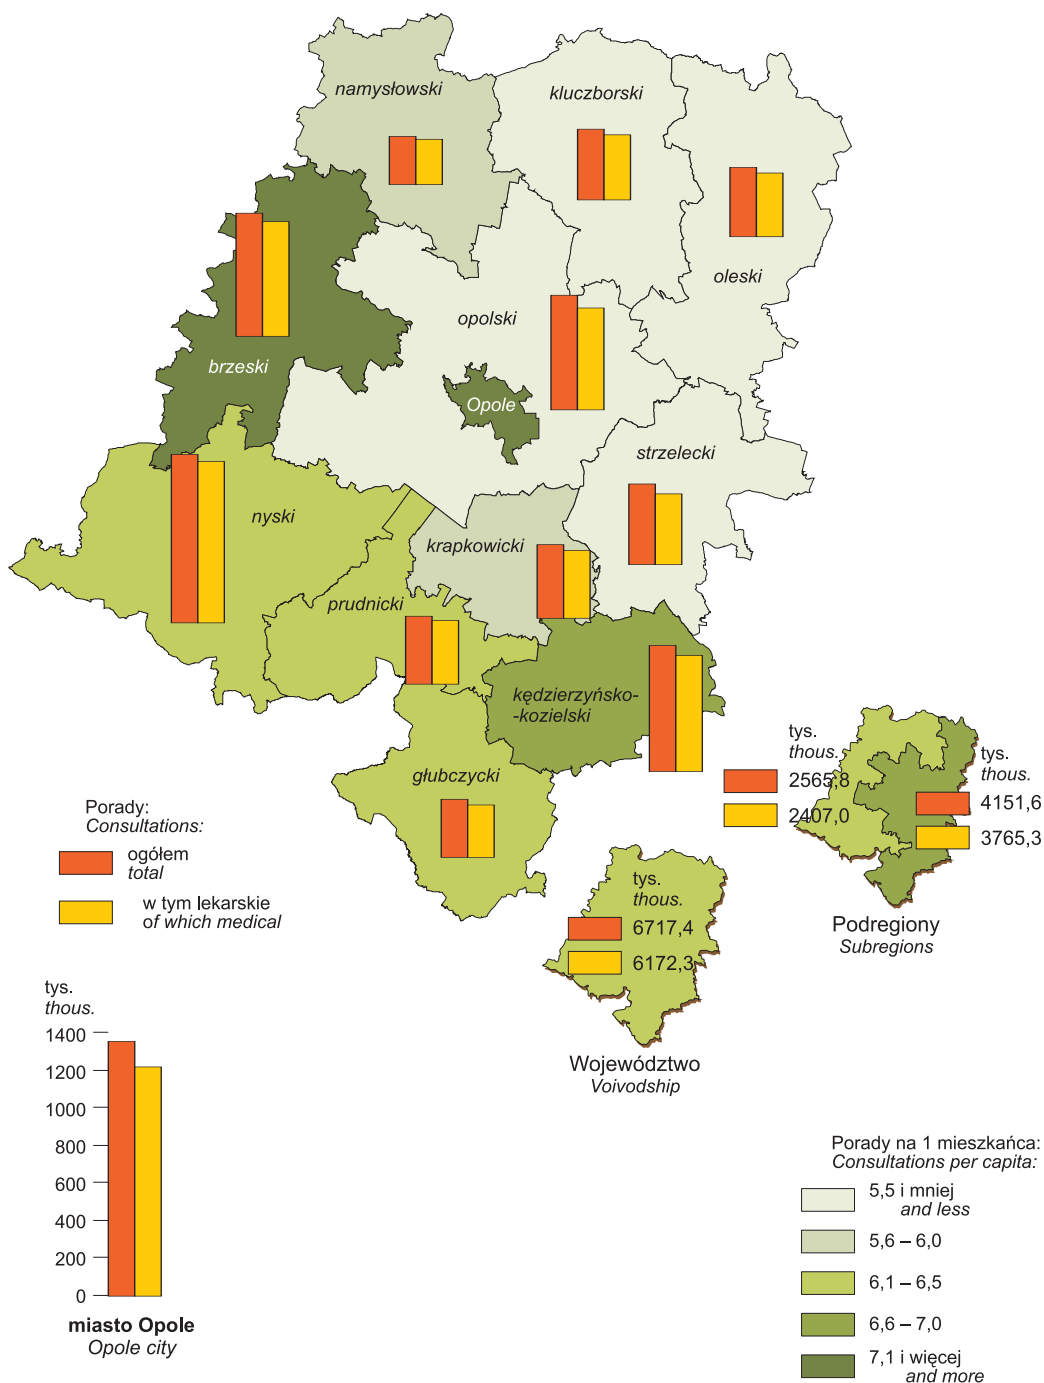 namysłowski
kluczborski
oleski
opolski
brzeski
Opole
strzelecki
nyski
krapkowicki
prudnicki
kędzierzyńsko-
-kozielski
głubczycki
tys.
thous.
2565,8
2407,0
tys.
thous.
4151,6
3765,3
Podregiony
Subregions
Porady:
Consultations:
ogółem
total
w tym lekarskie
of which medical
tys.
thous.
6717,4
6172,3
Województwo
Voivodship
tys.
thous.
1400
1200
1000
800
600
400
200
0
miasto Opole
Opole city
Porady na 1 mieszkańca:
Consultations per capita:
5,5 i mniej
and less
5,6 – 6,0
6,1 – 6,5
6,6 – 7,0
7,1 i więcej
and more